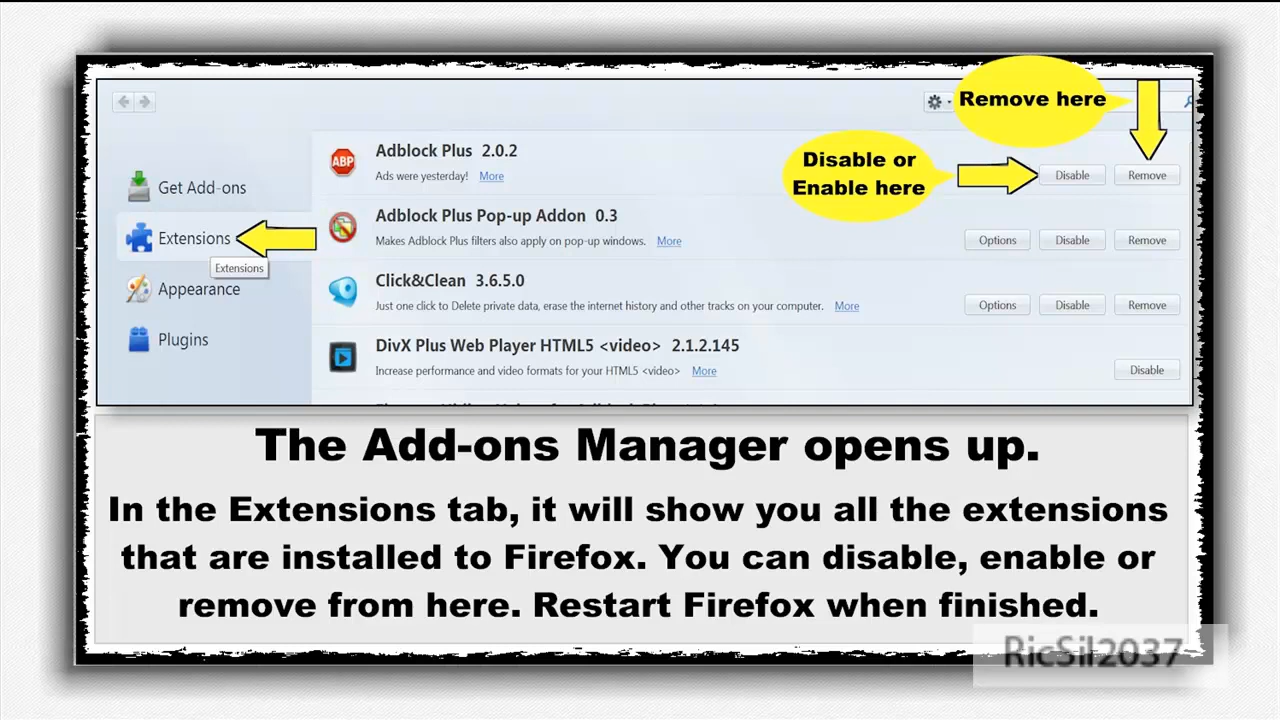 Remove here
Adblock Plus 2.0.2
Disable or
Enable here
Ads were yesterday! More
Disable
Remove
ABP
Get Add-ons
Adblock Plus Pop-up Addon 0.3
Makes Adblock Plus filters also apply on pop-up windows. More
Options
Disable
Remove
Extensions
Extensions
Click&Clean 3.6.5.0
Just one click to Delete private data, erase the internet history and other tracks on your computer. More
Options
Disable
Remove
Appearance
Plugins
DivX Plus Web Player HTML5 <video> 2.1.2.145
Increase performance and video formats for your HTML5 <video> More
Disable
The Add-ons Manager opens up.
In the Extensions tab, it will show you all the extensions
that are installed to Firefox. You can disable, enable or
remove from here. Restart Firefox when finished.
RicSil2037